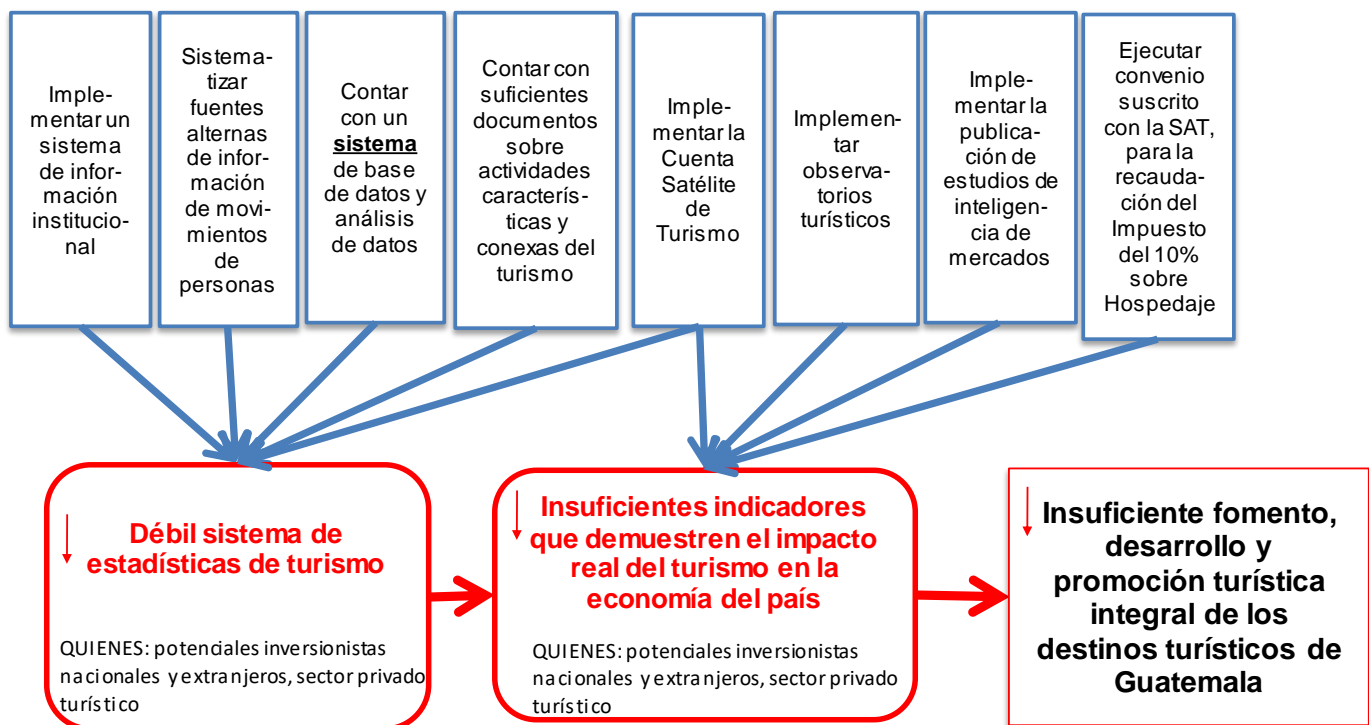 Imple-
mentar un
sistema
de infor-
mación
institucio-
nal
Sistema-
tizar
fuentes
alternas
de infor-
mación
de movi-
mientos
de
personas
Contar
con un
sistema
de base
de datos y
análisis
de datos
Contar con
suficientes
documentos
sobre
actividades
caracterís-
ticas y
conexas del
turismo
Imple-
mentar la
Cuenta
Satélite
de
Turismo
Implemen-
tar
observa-
torios
turísticos
Imple-
mentar la
publica-
ción de
estudios de
inteligen-
cia de
mercados
Ejecutar
convenio
suscrito
con la SAT,
para la
recauda-
ción del
Impuesto
del 10%
sobre
Hospedaje
Débil sistema de
estadísticas de turismo
QUIENES: potenciales inversionistas
nacionales y extranjeros, sector privado
turístico
Insuficientes indicadores
que demuestren el impacto
real del turismo en la
economía del país
QUIENES: potenciales inversionistas
nacionales y extranjeros, sector privado
turístico
Insuficiente fomento,
desarrollo y
promoción turística
integral de los
destinos turísticos de
Guatemala